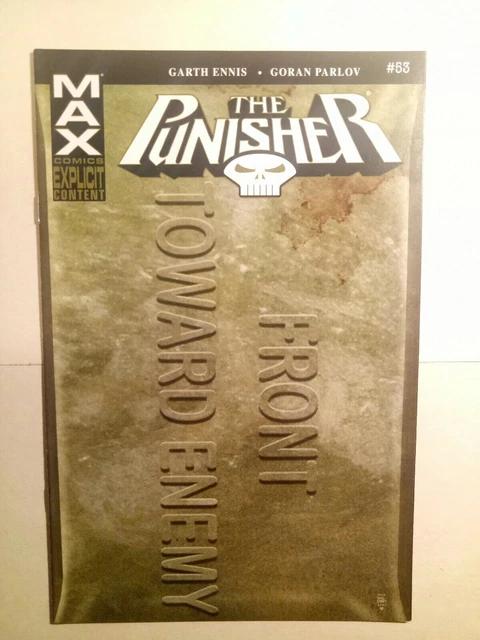 GARTH ENNIS • GORAN PARLOV #53
MAX
COMICS
EXPLICIT
CONTENT
THE
PUNISHER
FRONT
TOWARD ENEMY